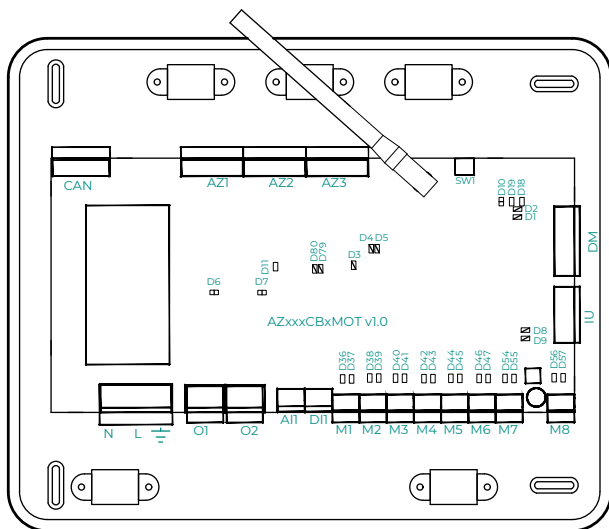 CAN
AZ1
AZ2
AZ3
SW1
D10
D19
D18
D2
D1
DM
D4
D5
D3
D80
D79
D11
D6
D7
AZxxxCBxMOT v1.0
IU
D8
D9
D36
D37
D38
D39
D40
D41
D42
D43
D44
D45
D46
D47
D54
D55
D56
D57
N
L
O1
O2
AI1
DI1
M1
M2
M3
M4
M5
M6
M7
M8